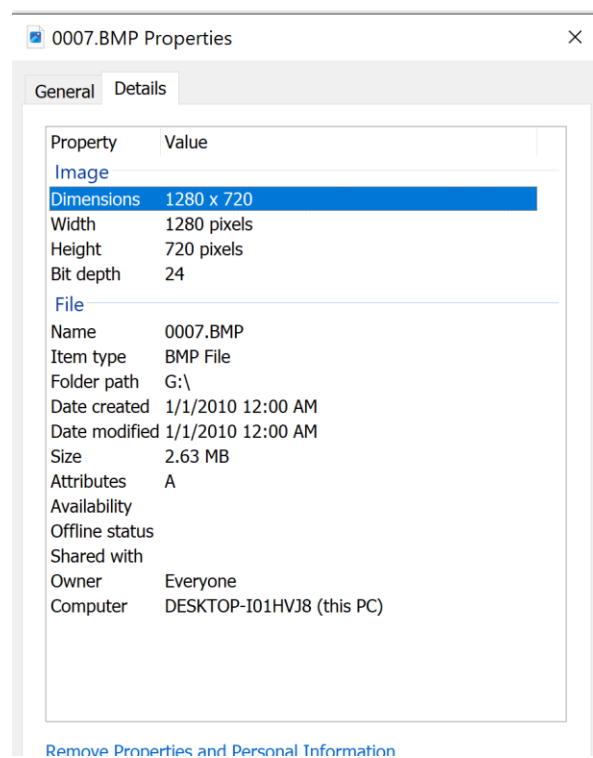 0007.BMP Properties
General Details
Property Value
Image
Dimensions 1280 x 720
Width 1280 pixels
Height 720 pixels
Bit depth 24
File
Name 0007.BMP
Item type BMP File
Folder path G:\
Date created 1/1/2010 12:00 AM
Date modified 1/1/2010 12:00 AM
Size 2.63 MB
Attributes A
Availability
Offline status
Shared with
Owner Everyone
Computer DESKTOP-I01HVJ8 (this PC)
Remove Properties and Personal Information